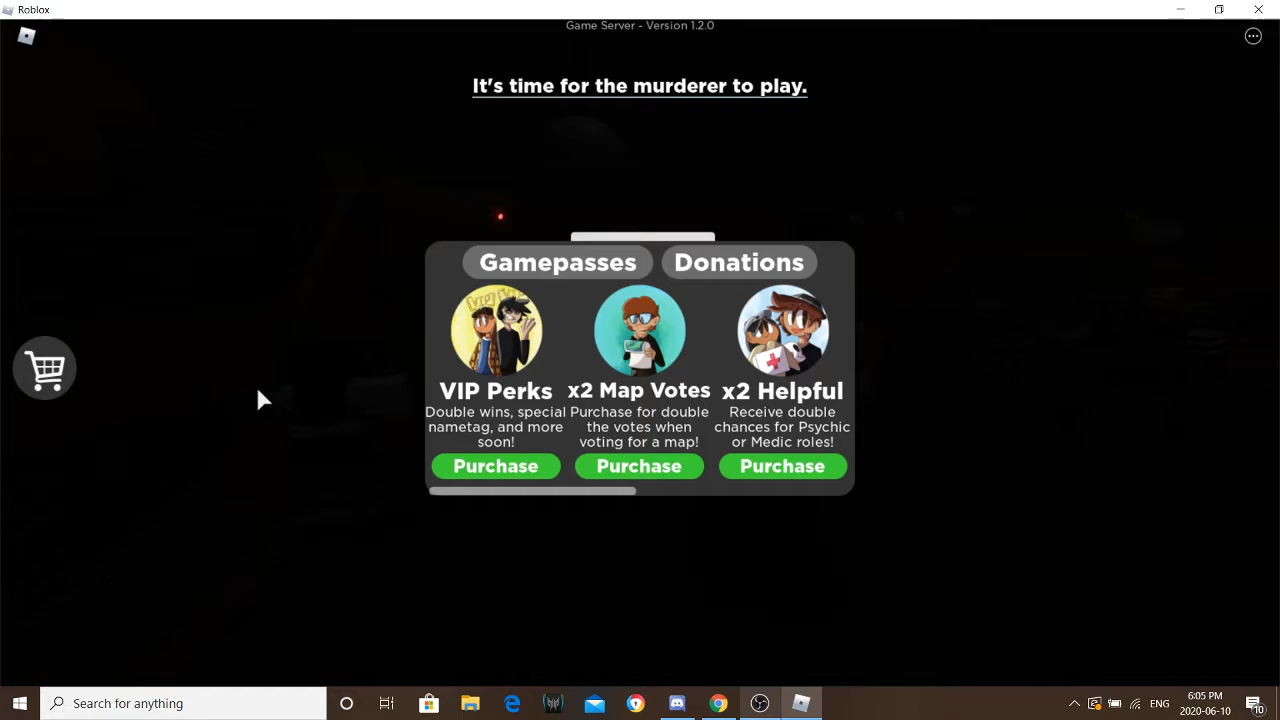 Roblox
Game Server - Version 1.2.0
It's time for the murderer to play.
Gamepasses Donations
VIP Perks x2 Map Votes x2 Helpful
Double wins, special Purchase for double Receive double
nametag, and more the votes when chances for Psychic
soon! voting for a map! or Medic roles!
Purchase Purchase Purchase
Search for anything
ENG
6:05 PM
2020-06-10
10